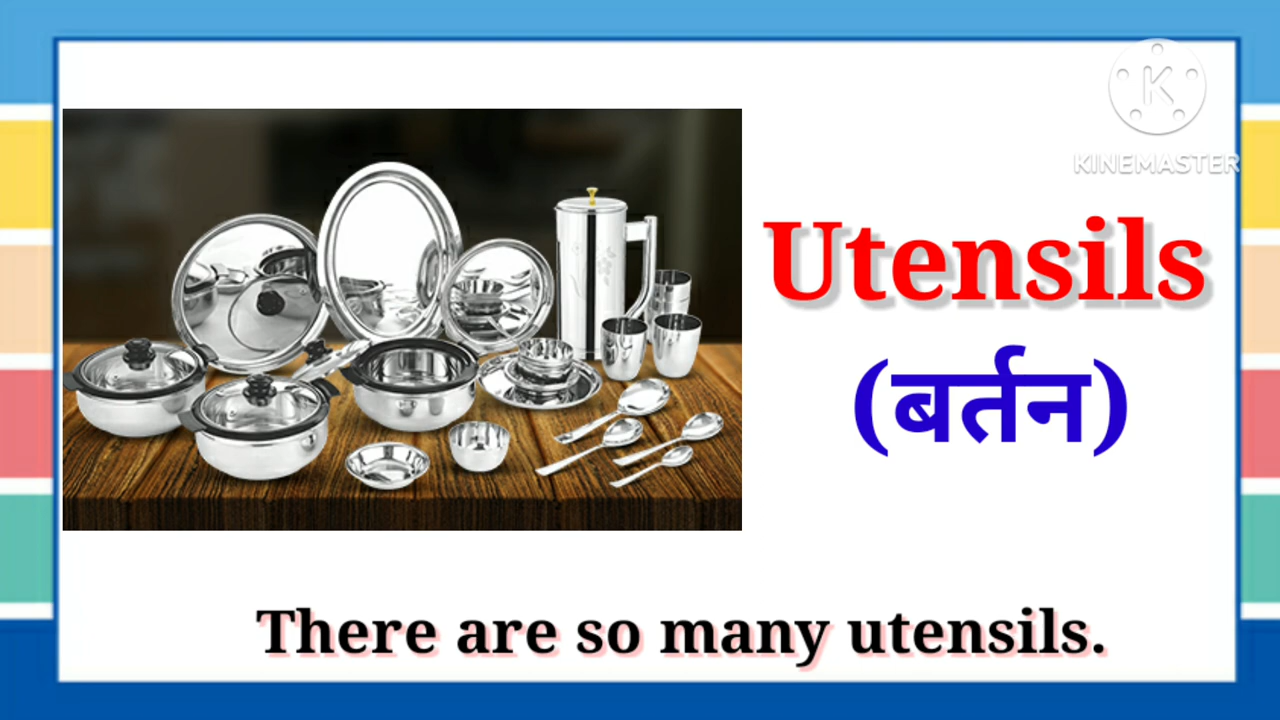 K
KINEMASTER
Utensils
(बर्तन)
There are so many utensils.